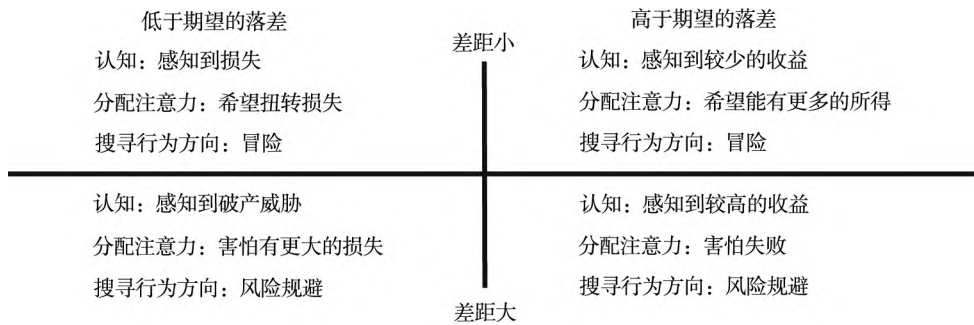 低于期望的落差
认知：感知到损失
分配注意力：希望扭转损失
搜寻行为方向：冒险
差距小
高于期望的落差
认知：感知到较少的收益
分配注意力：希望能有更多的所得
搜寻行为方向：冒险
认知：感知到破产威胁
分配注意力：害怕有更大的损失
搜寻行为方向：风险规避
差距大
认知：感知到较高的收益
分配注意力：害怕失败
搜寻行为方向：风险规避